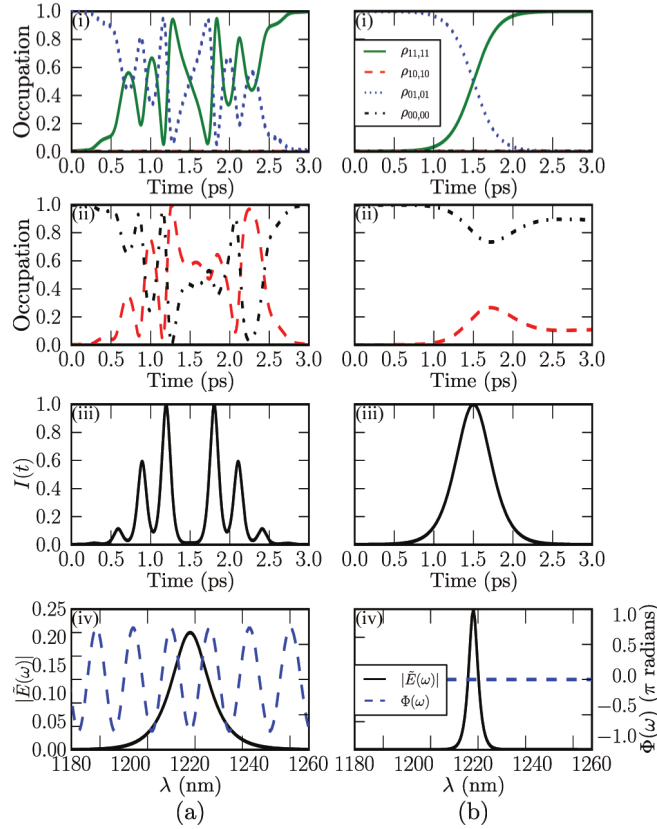 (i)
Occupation
1.0
0.8
0.6
0.4
0.2
0.0
0.0 0.5 1.0 1.5 2.0 2.5 3.0
Time (ps)
(i)
ρ11,11
ρ10,10
ρ01,01
ρ00,00
0.0 0.5 1.0 1.5 2.0 2.5 3.0
Time (ps)
(ii)
Occupation
1.0
0.8
0.6
0.4
0.2
0.0
0.0 0.5 1.0 1.5 2.0 2.5 3.0
Time (ps)
(ii)
0.0 0.5 1.0 1.5 2.0 2.5 3.0
Time (ps)
(iii)
I(t)
1.0
0.8
0.6
0.4
0.2
0.0
0.0 0.5 1.0 1.5 2.0 2.5 3.0
Time (ps)
(iii)
0.0 0.5 1.0 1.5 2.0 2.5 3.0
Time (ps)
(iv)
|Ẽ(ω)|
0.25
0.20
0.15
0.10
0.05
0.00
1180 1200 1220 1240 1260
λ (nm)
(a)
(iv)
|Ẽ(ω)|
Φ(ω)
1.0
0.5
0.0
−0.5
−1.0
Φ(ω) (π radians)
1180 1200 1220 1240 1260
λ (nm)
(b)